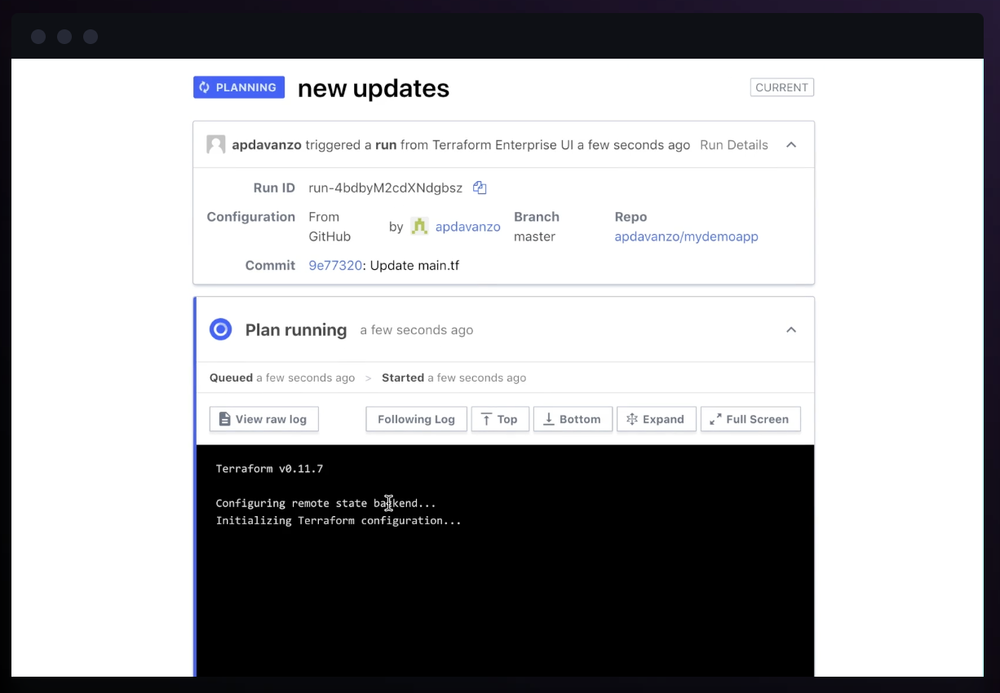 PLANNING new updates CURRENT
apdavanzo triggered a run from Terraform Enterprise UI a few seconds ago Run Details
Run ID run-4bdbyM2cdXNdgbsz
Configuration From GitHub by apdavanzo Branch master Repo apdavanzo/mydemoapp
Commit 9e77320: Update main.tf
Plan running a few seconds ago
Queued a few seconds ago > Started a few seconds ago
View raw log Following Log Top Bottom Expand Full Screen
Terraform v0.11.7
Configuring remote state backend...
Initializing Terraform configuration...